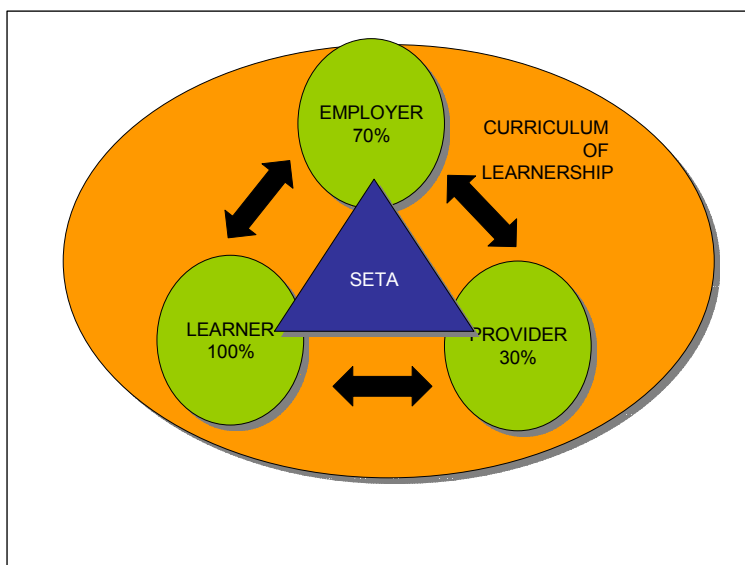 EMPLOYER
70%
CURRICULUM
OF
LEARNERSHIP
SETA
LEARNER
100%
PROVIDER
30%